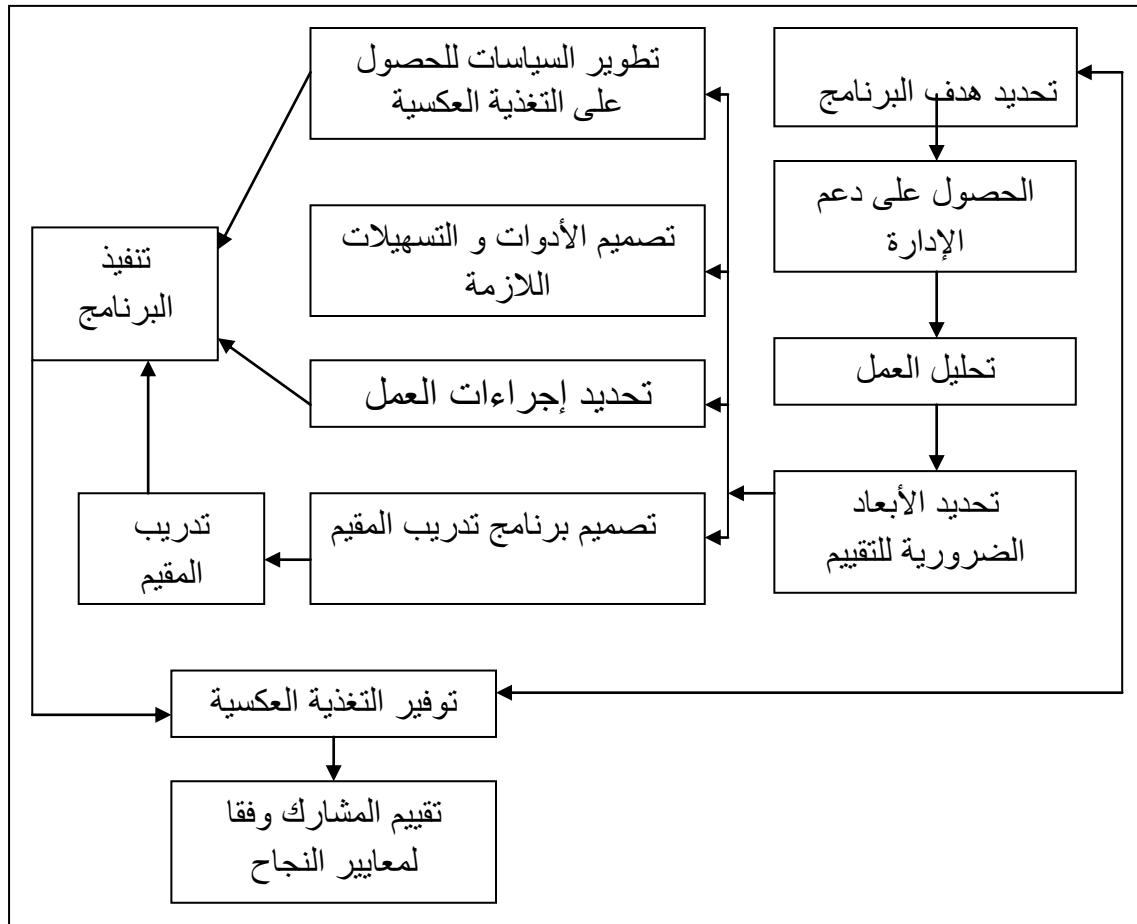 تحديد هدف البرنامج
الحصول على دعم
الإدارة
تحليل العمل
تحديد الأبعاد
الضرورية للتقييم
تطوير السياسات للحصول
على التغذية العكسية
تصميم الأدوات و التسهيلات
اللازمة
تحديد إجراءات العمل
تصميم برنامج تدريب المقيم
تدريب
المقيم
تنفيذ
البرنامج
توفير التغذية العكسية
تقييم المشارك وفقا
لمعايير النجاح